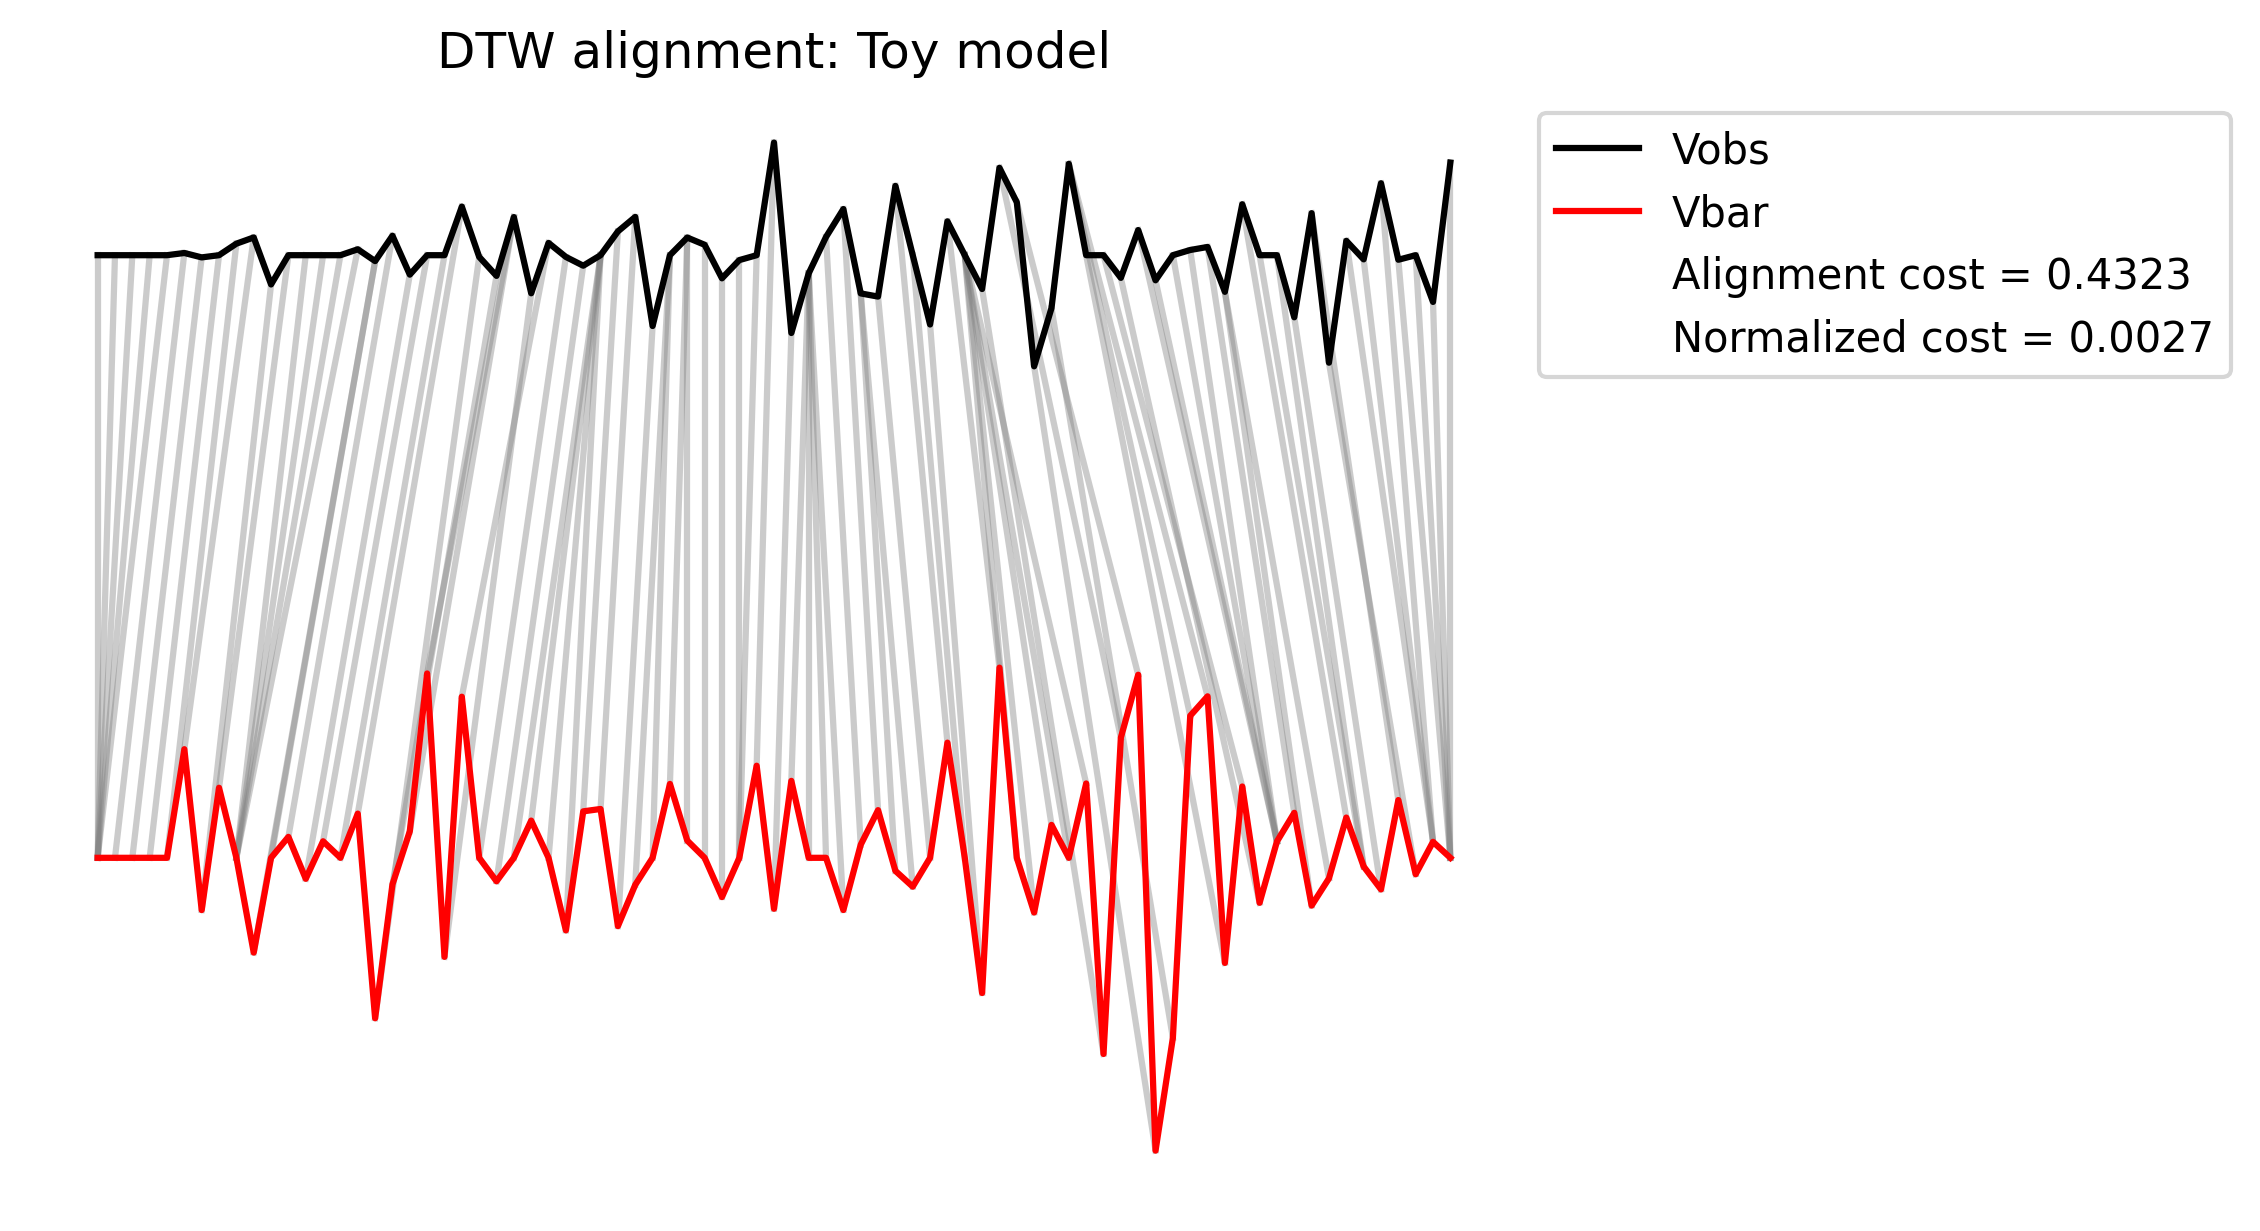 DTW alignment: Toy model
Vobs
Vbar
Alignment cost = 0.4323
Normalized cost = 0.0027